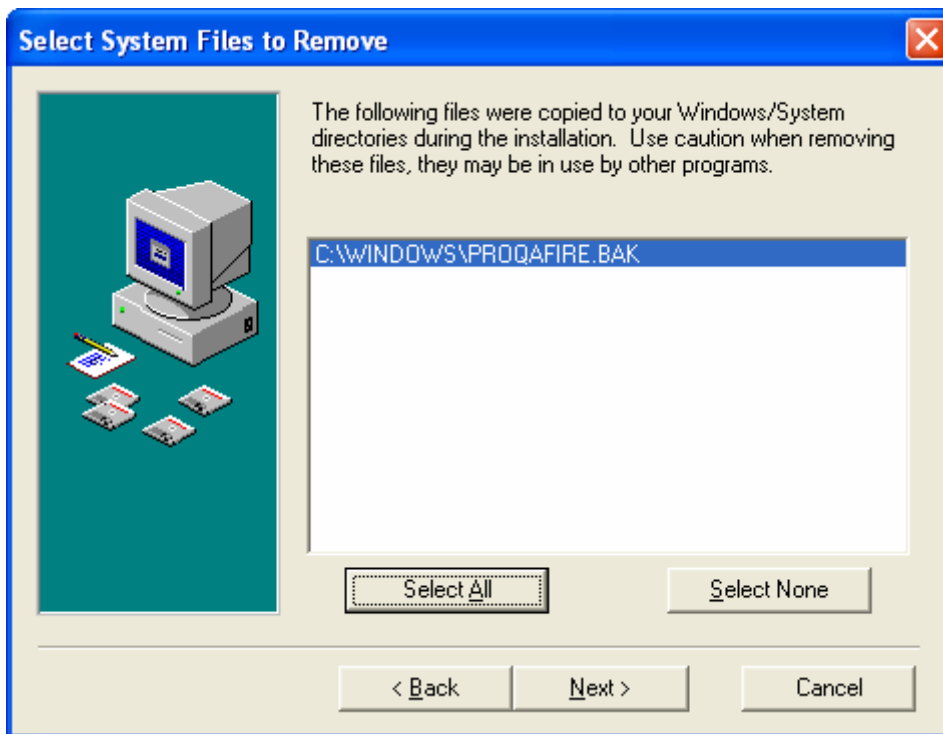 Select System Files to Remove
The following files were copied to your Windows/System
directories during the installation.  Use caution when removing
these files, they may be in use by other programs.
C:\WINDOWS\PROQAFIRE.BAK
Select All
Select None
< Back
Next >
Cancel